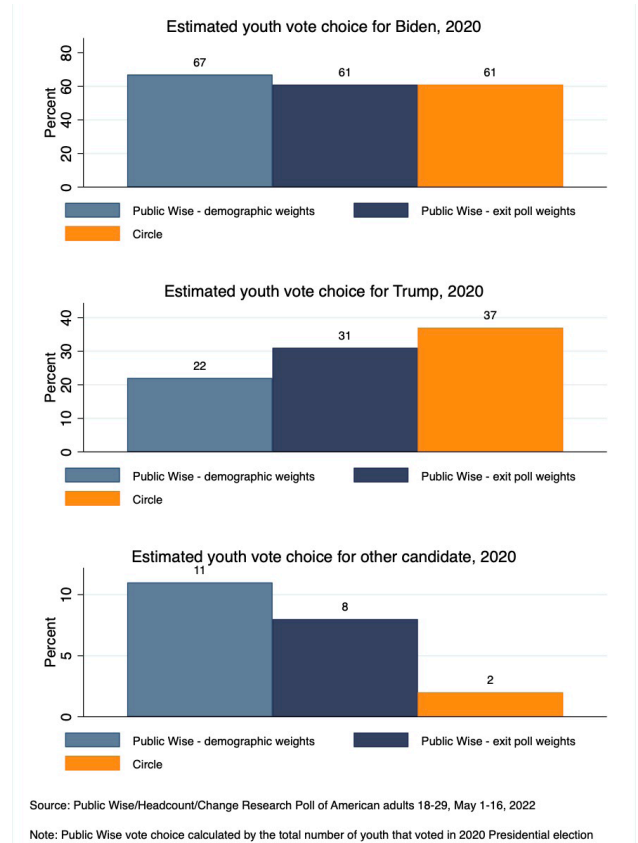 Estimated youth vote choice for Biden, 2020
Percent
80
60
40
20
0
67
61
61
Public Wise - demographic weights
Public Wise - exit poll weights
Circle
Estimated youth vote choice for Trump, 2020
Percent
40
30
20
10
0
22
31
37
Public Wise - demographic weights
Public Wise - exit poll weights
Circle
Estimated youth vote choice for other candidate, 2020
Percent
10
5
0
11
8
2
Public Wise - demographic weights
Public Wise - exit poll weights
Circle
Source: Public Wise/Headcount/Change Research Poll of American adults 18-29, May 1-16, 2022
Note: Public Wise vote choice calculated by the total number of youth that voted in 2020 Presidential election